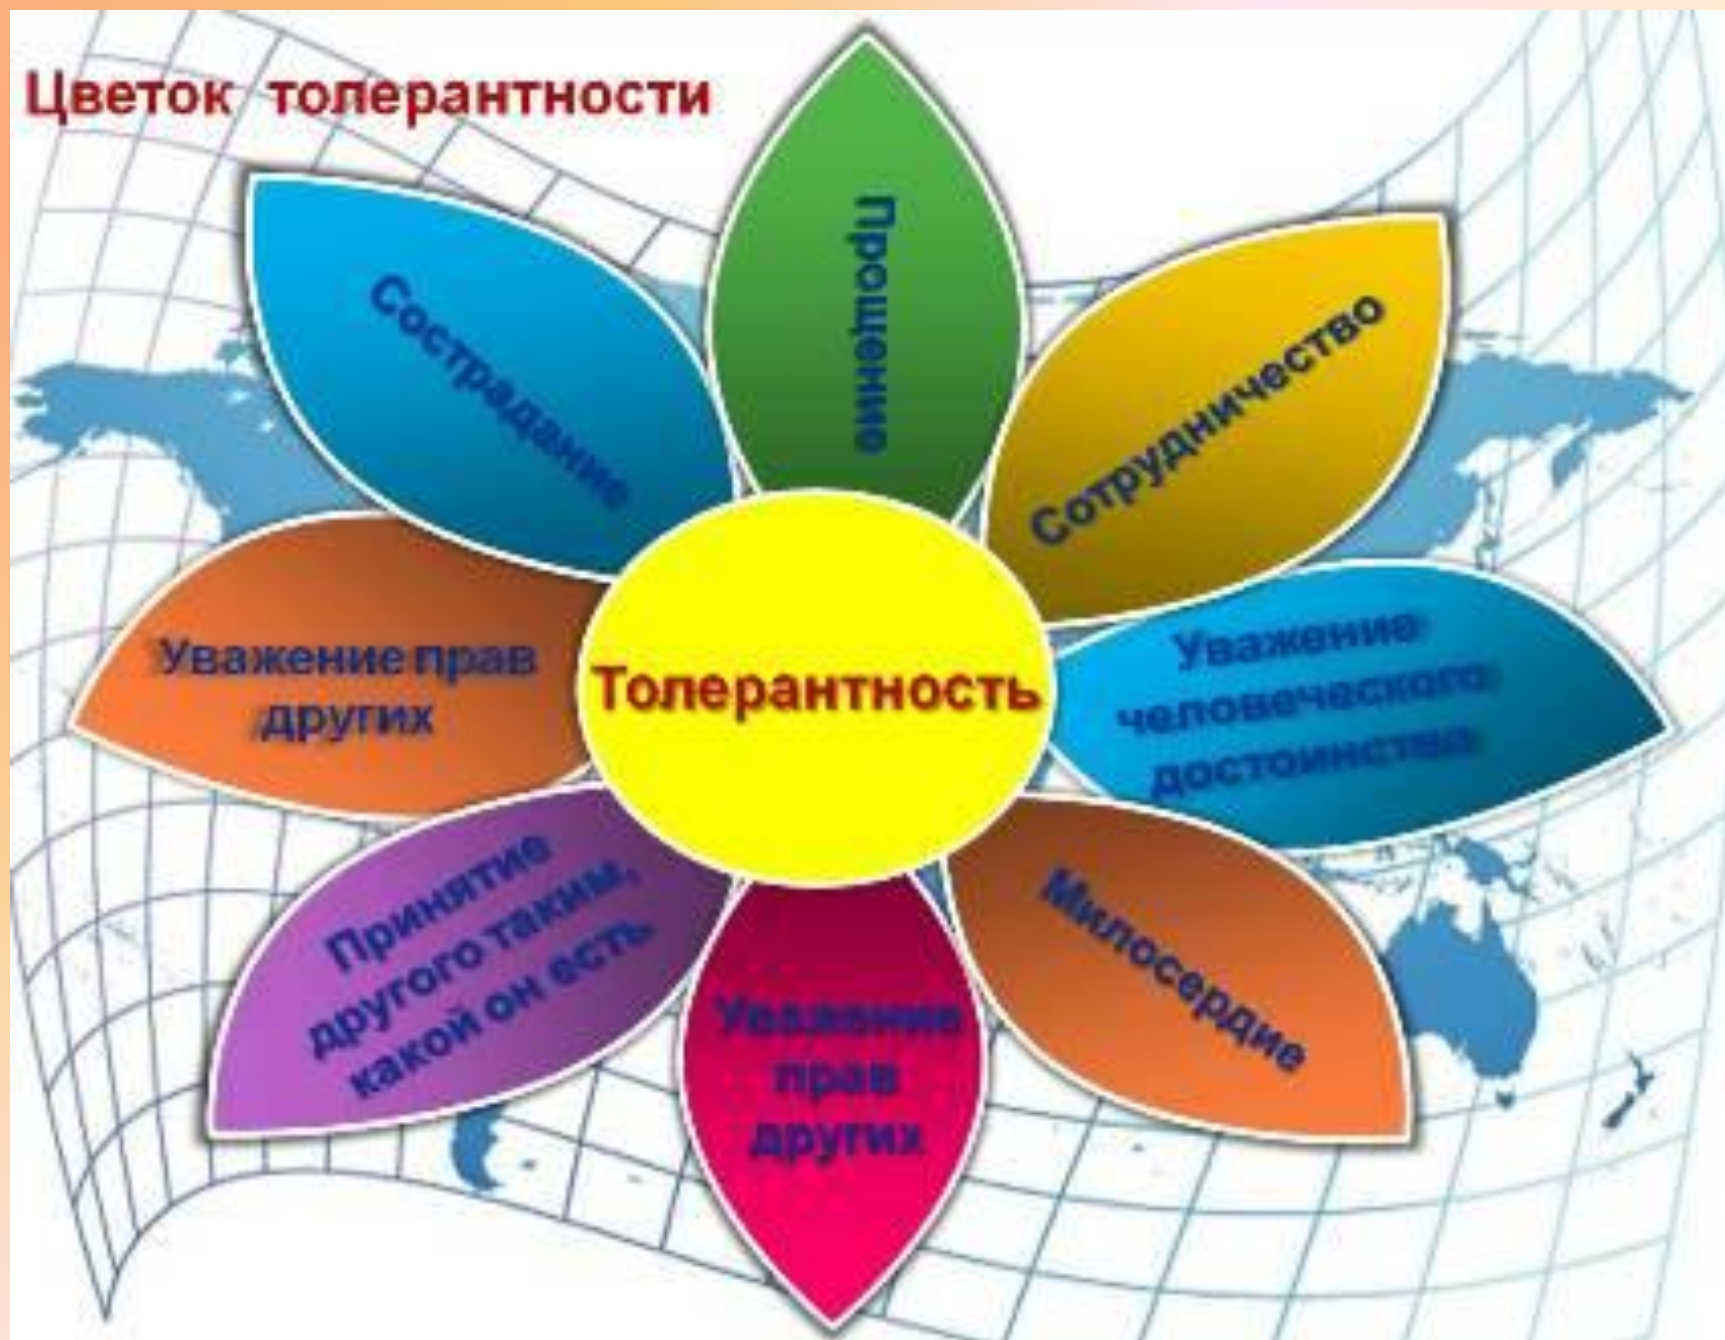 Цветок толерантности
Прощение
Сострадание
Сотрудничество
Уважение прав
других
Толерантность
Уважение
человеческого
достоинства
Принятие
другого таким,
какой он есть
Уважение
прав
других
Милосердие